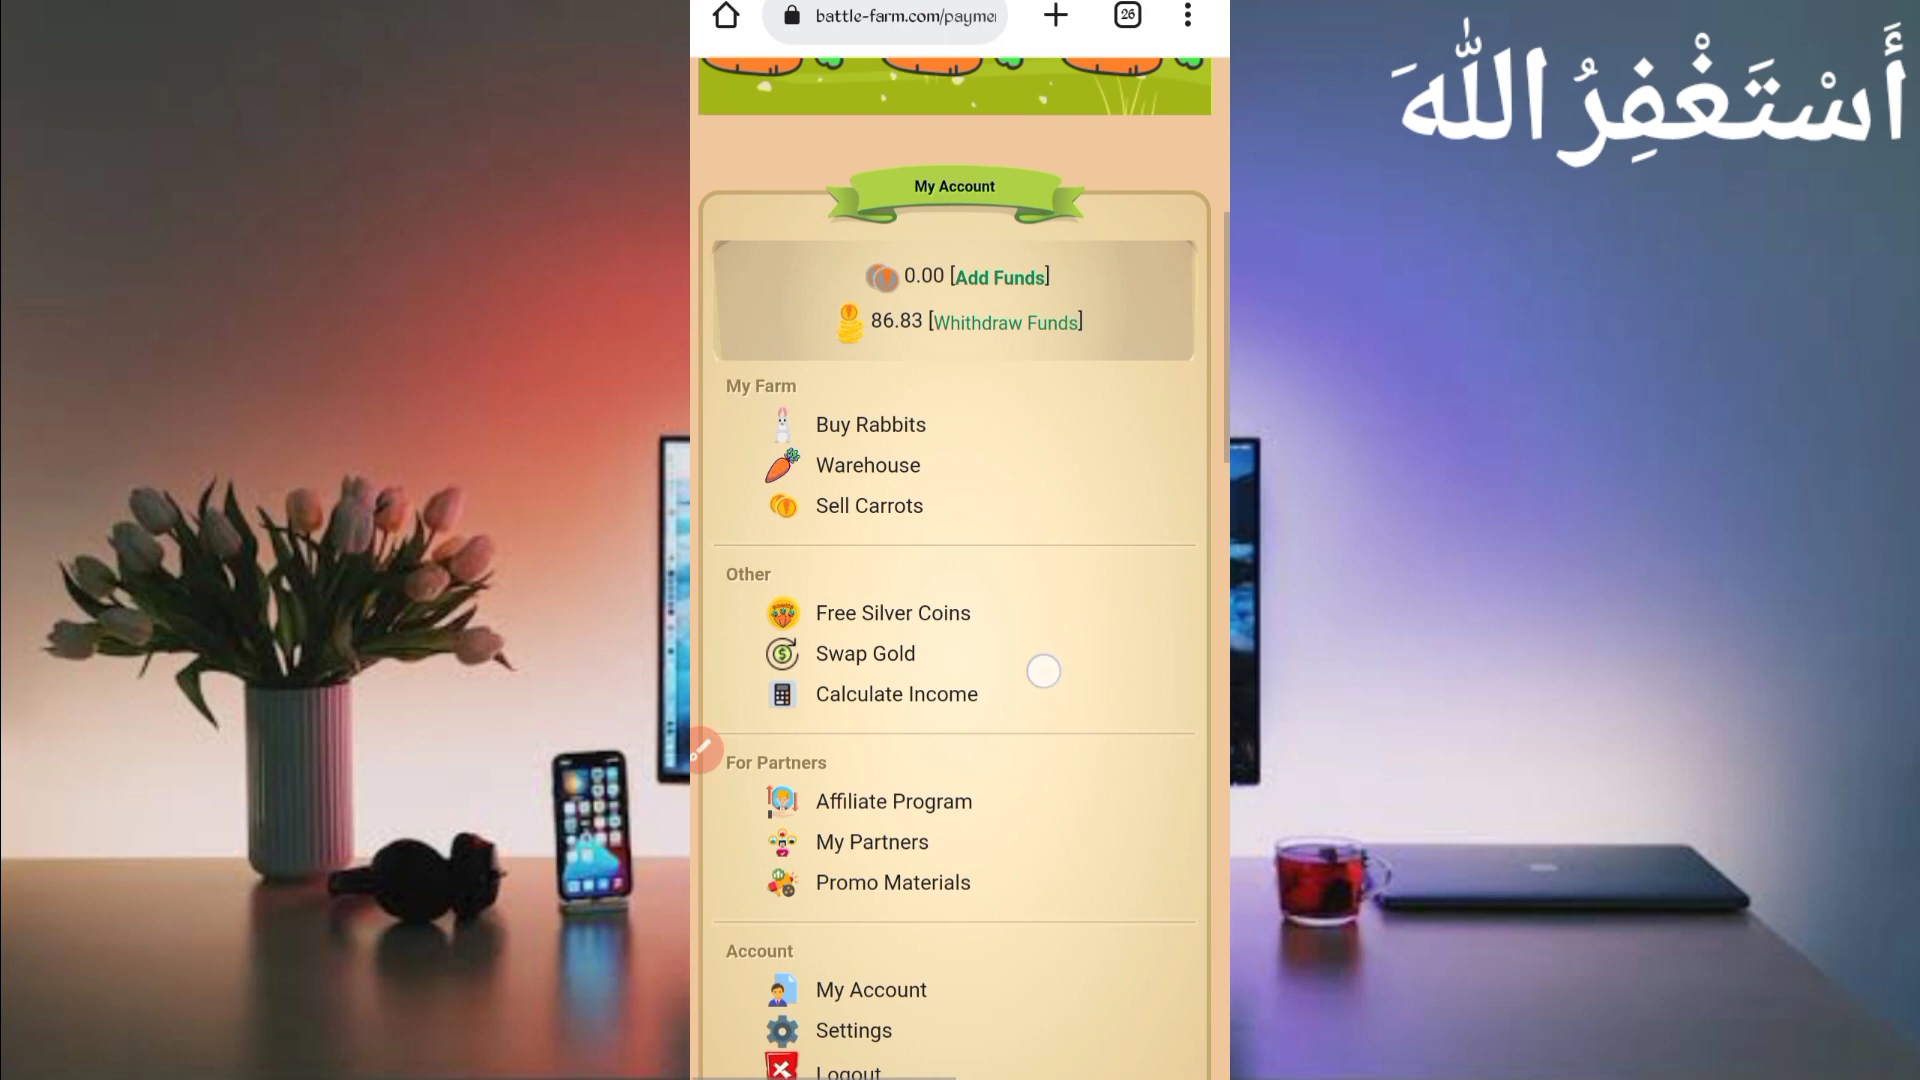 battle-farm.com/payme
26
أَسْتَغْفِرُ اللّٰهَ
My Account
0.00 [Add Funds]
86.83 [Whithdraw Funds]
My Farm
Buy Rabbits
Warehouse
Sell Carrots
Other
Free Silver Coins
Swap Gold
Calculate Income
For Partners
Affiliate Program
My Partners
Promo Materials
Account
My Account
Settings
Logout